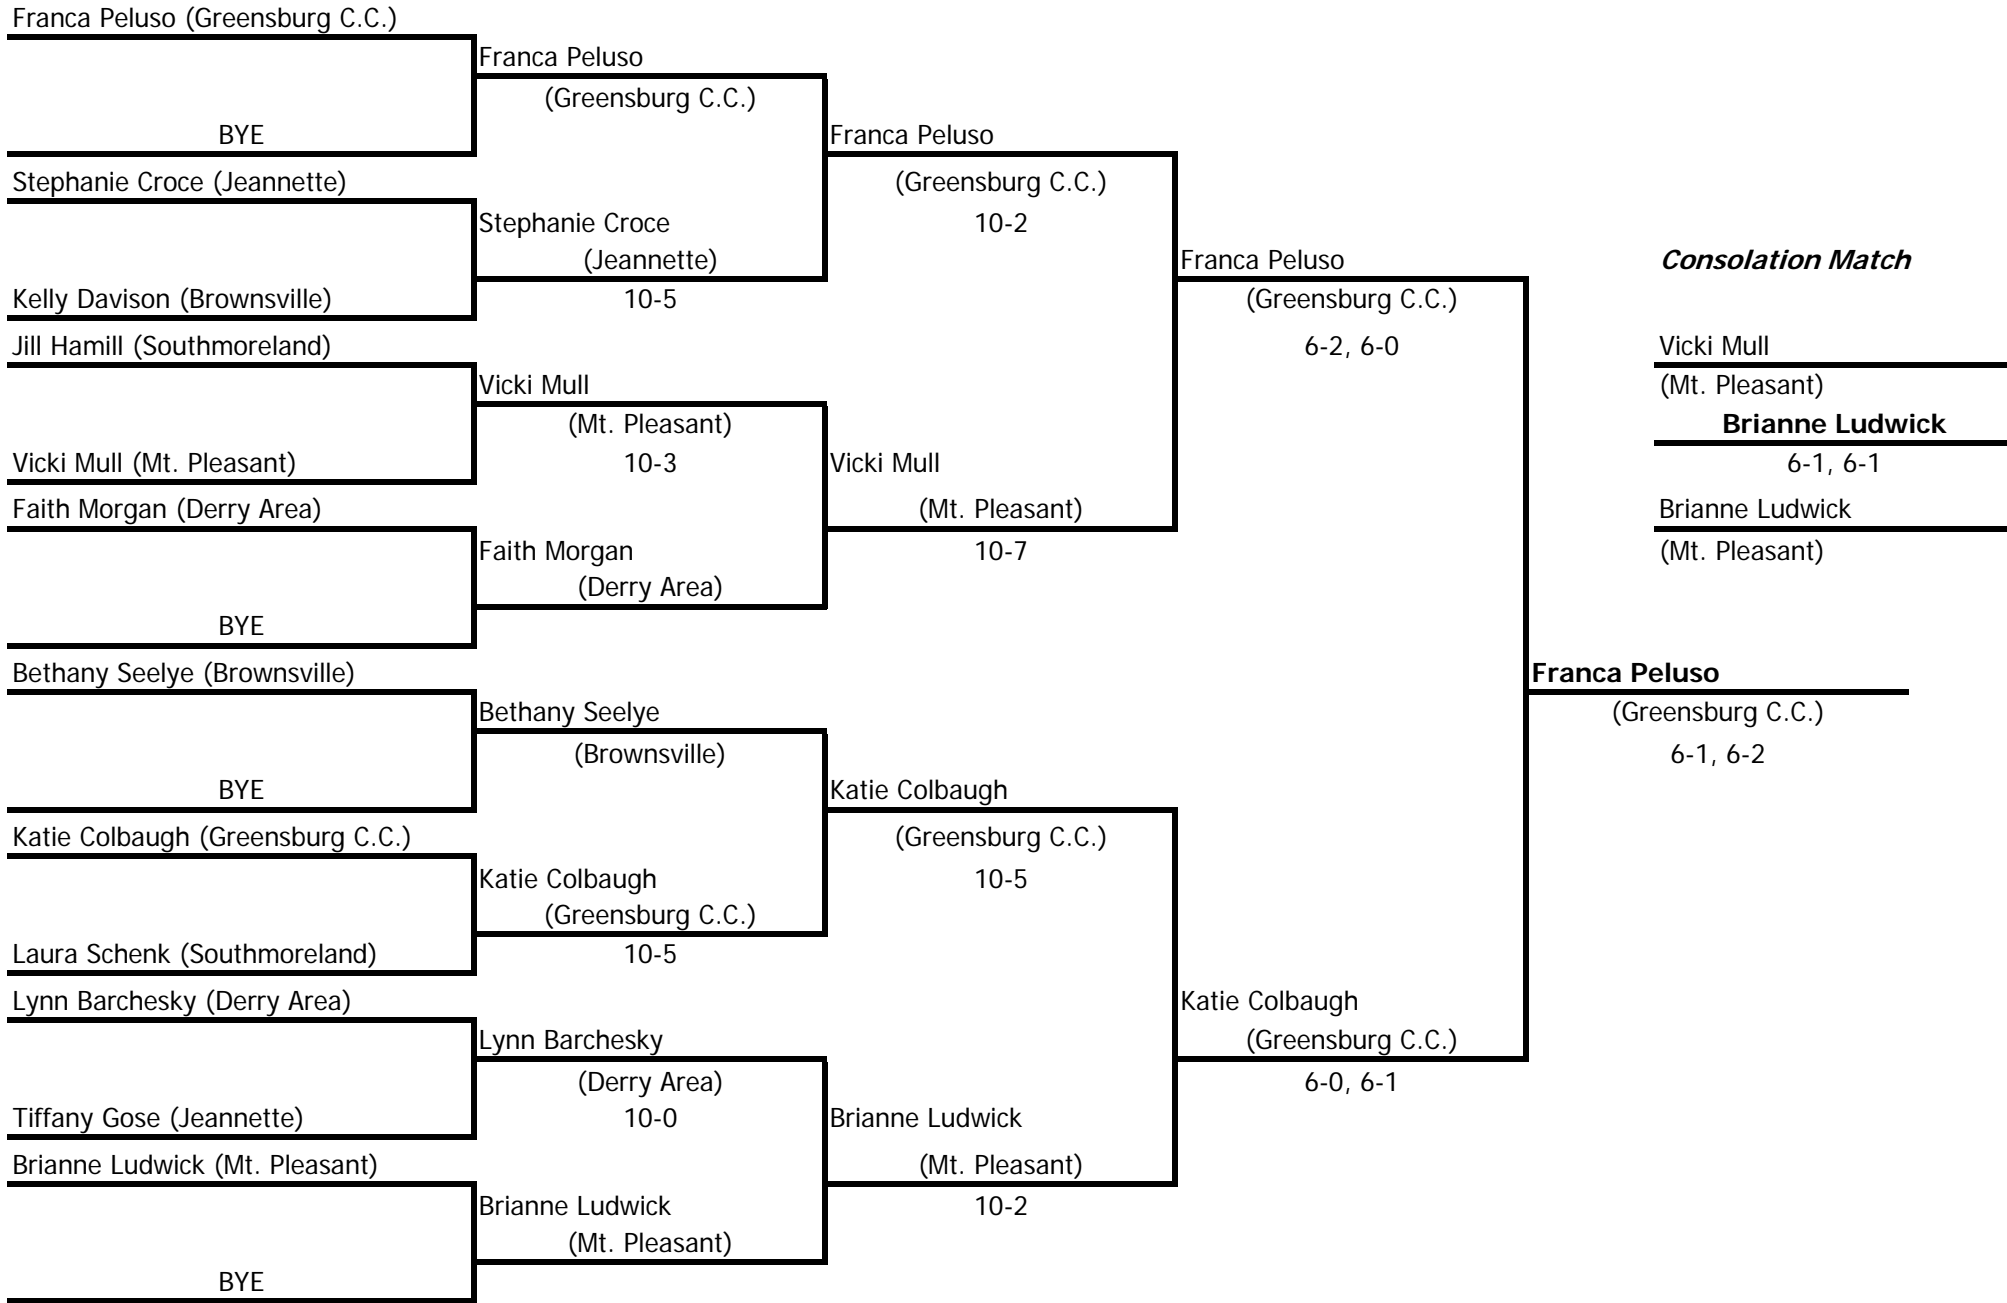 Franca Peluso (Greensburg C.C.)
BYE
Stephanie Croce (Jeannette)
Kelly Davison (Brownsville)
Jill Hamill (Southmoreland)
Vicki Mull (Mt. Pleasant)
Faith Morgan (Derry Area)
BYE
Bethany Seelye (Brownsville)
BYE
Katie Colbaugh (Greensburg C.C.)
Laura Schenk (Southmoreland)
Lynn Barchesky (Derry Area)
Tiffany Gose (Jeannette)
Brianne Ludwick (Mt. Pleasant)
BYE
Franca Peluso
(Greensburg C.C.)
Stephanie Croce
(Jeannette)
10-5
Vicki Mull
(Mt. Pleasant)
10-3
Faith Morgan
(Derry Area)
Bethany Seelye
(Brownsville)
Katie Colbaugh
(Greensburg C.C.)
10-5
Lynn Barchesky
(Derry Area)
10-0
Brianne Ludwick
(Mt. Pleasant)
Franca Peluso
(Greensburg C.C.)
10-2
Vicki Mull
(Mt. Pleasant)
10-7
Katie Colbaugh
(Greensburg C.C.)
10-5
Brianne Ludwick
(Mt. Pleasant)
10-2
Franca Peluso
(Greensburg C.C.)
6-2, 6-0
Katie Colbaugh
(Greensburg C.C.)
6-0, 6-1
Franca Peluso
(Greensburg C.C.)
6-1, 6-2
Consolation Match
Vicki Mull
(Mt. Pleasant)
Brianne Ludwick
6-1, 6-1
Brianne Ludwick
(Mt. Pleasant)